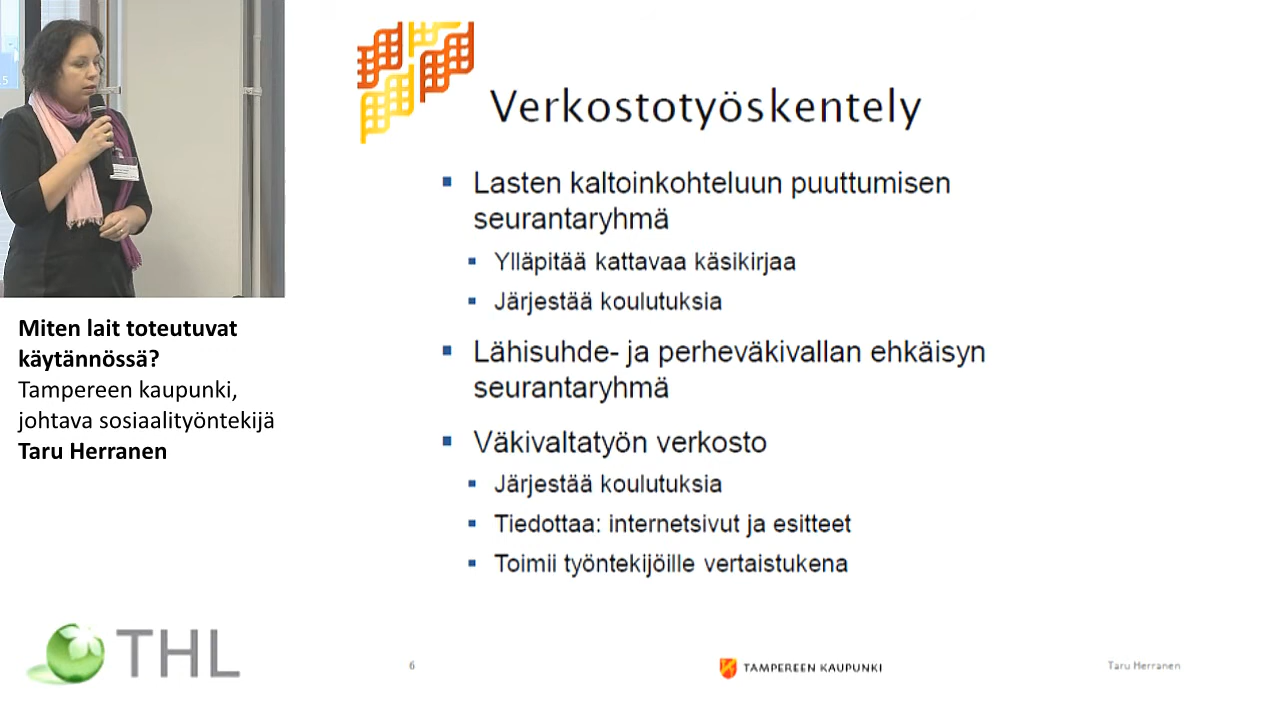 5
Miten lait toteutuvat
käytännössä?
Tampereen kaupunki,
johtava sosiaalityöntekijä
Taru Herranen
THL
Verkostotyöskentely
Lasten kaltoinkohteluun puuttumisen
seurantaryhmä
Ylläpitää kattavaa käsikirjaa
Järjestää koulutuksia
Lähisuhde- ja perheväkivallan ehkäisyn
seurantaryhmä
Väkivaltatyön verkosto
Järjestää koulutuksia
Tiedottaa: internetsivut ja esitteet
Toimii työntekijöille vertaistukena
6
TAMPEREEN KAUPUNKI
Taru Herranen